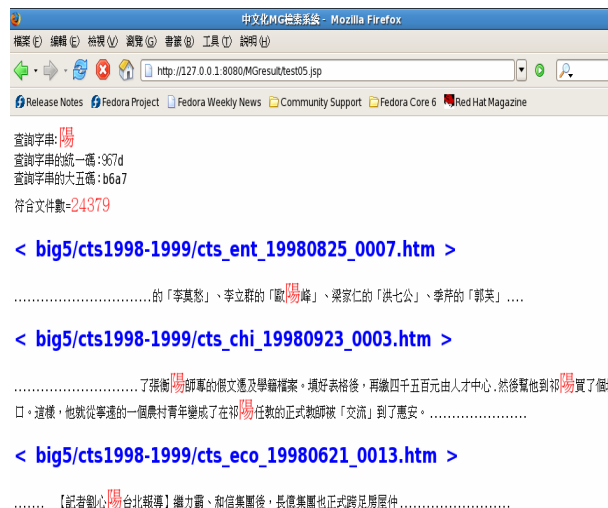 中文化MG檢索系統 - Mozilla Firefox
檔案(F) 編輯(E) 檢視(V) 瀏覽(G) 書籤(B) 工具(T) 說明(H)
http://127.0.0.1:8080/MGresult/test05.jsp
Release Notes Fedora Project Fedora Weekly News Community Support Fedora Core 6 Red Hat Magazine
查詢字串:陽
查詢字串的統一碼:967d
查詢字串的大五碼:b6a7
符合文件數=24379
< big5/cts1998-1999/cts_ent_19980825_0007.htm >
...............................的「李莫愁」、李立群的「歐陽峰」、梁家仁的「洪七公」、季芹的「郭芙」....
< big5/cts1998-1999/cts_chi_19980923_0003.htm >
............................了張衡陽師專的假文憑及學籍檔案。填好表格後，再繳四千五百元由人才中心.然後幫他到祁陽買了個
口。這樣，他就從寧遠的一個農村青年變成了在祁陽任教的正式教師被「交流」到了惠安。......................
< big5/cts1998-1999/cts_eco_19980621_0013.htm >
....... 【記者劉心陽台北報導】繼力霸、和信集團後，長億集團也正式跨足房屋仲.........................